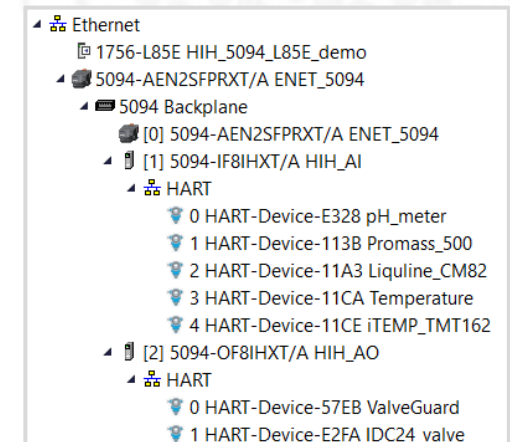 Ethernet
1756-L85E HIH_5094_L85E_demo
5094-AEN2SFPRXT/A ENET_5094
5094 Backplane
[0] 5094-AEN2SFPRXT/A ENET_5094
[1] 5094-IF8IHXT/A HIH_AI
HART
0 HART-Device-E328 pH_meter
1 HART-Device-113B Promass_500
2 HART-Device-11A3 Liquline_CM82
3 HART-Device-11CA Temperature
4 HART-Device-11CE iTEMP_TMT162
[2] 5094-OF8IHXT/A HIH_AO
HART
0 HART-Device-57EB ValveGuard
1 HART-Device-E2FA IDC24_valve